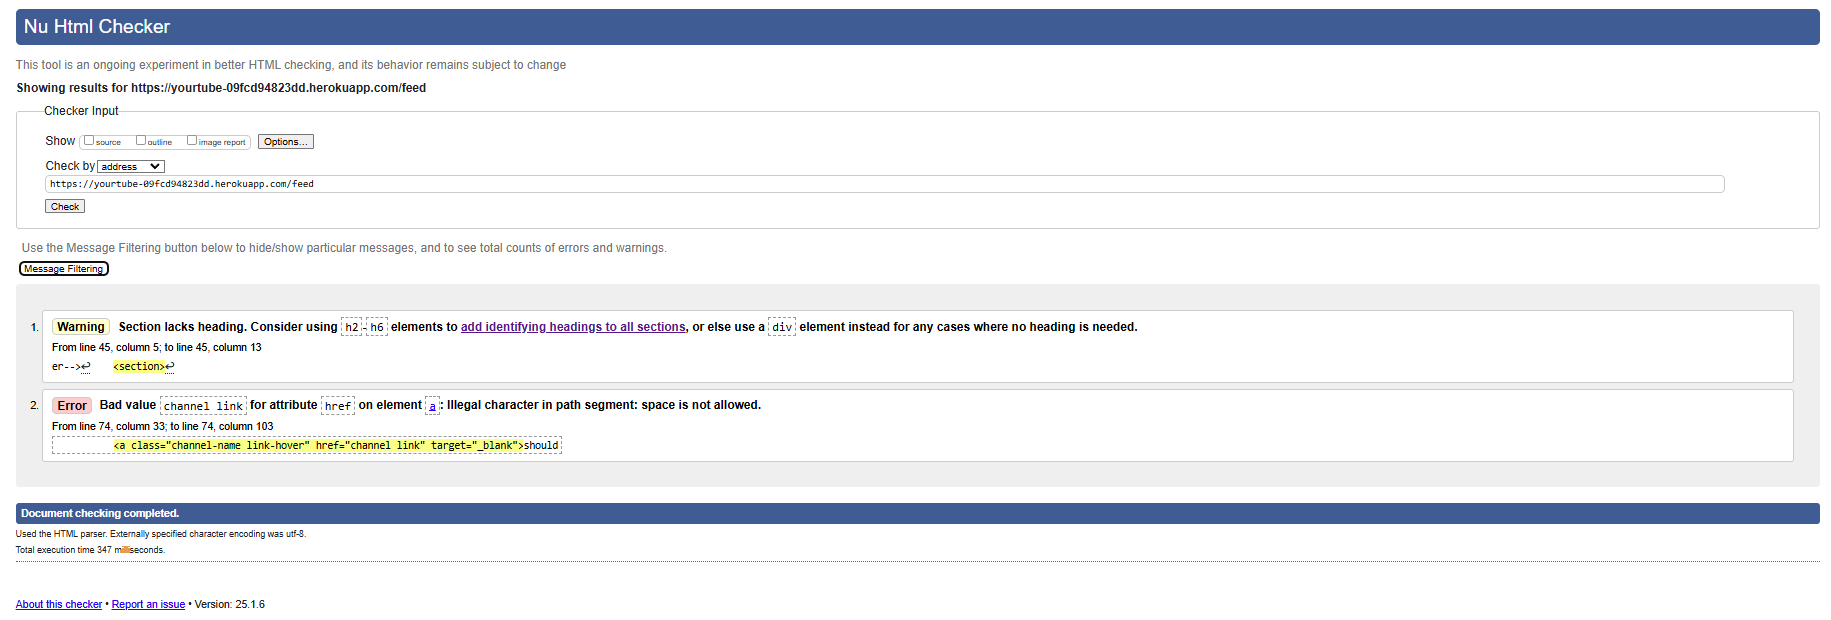 Nu Html Checker
This tool is an ongoing experiment in better HTML checking, and its behavior remains subject to change
Showing results for https://yourtube-09fcd94823dd.herokuapp.com/feed
Checker Input
Show source outline image report Options...
Check by address
https://yourtube-09fcd94823dd.herokuapp.com/feed
Check
Use the Message Filtering button below to hide/show particular messages, and to see total counts of errors and warnings.
Message Filtering
1. Warning Section lacks heading. Consider using h2-h6 elements to add identifying headings to all sections, or else use a div element instead for any cases where no heading is needed.
From line 45, column 5; to line 45, column 13
er-->↩ <section>↩
2. Error Bad value channel link for attribute href on element a: Illegal character in path segment: space is not allowed.
From line 74, column 33; to line 74, column 103
<a class="channel-name link-hover" href="channel link" target="_blank">should
Document checking completed.
Used the HTML parser. Externally specified character encoding was utf-8.
Total execution time 347 milliseconds.
About this checker • Report an issue • Version: 25.1.6